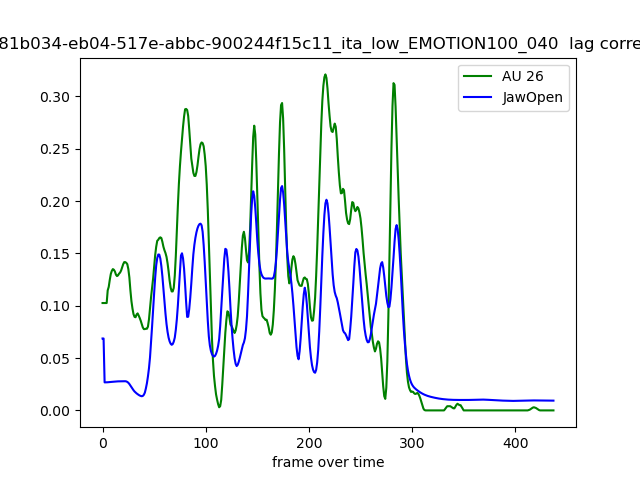 81b034-eb04-517e-abbc-900244f15c11_ita_low_EMOTION100_040 lag corre
AU 26
JawOpen
0.30
0.25
0.20
0.15
0.10
0.05
0.00
0 100 200 300 400
frame over time